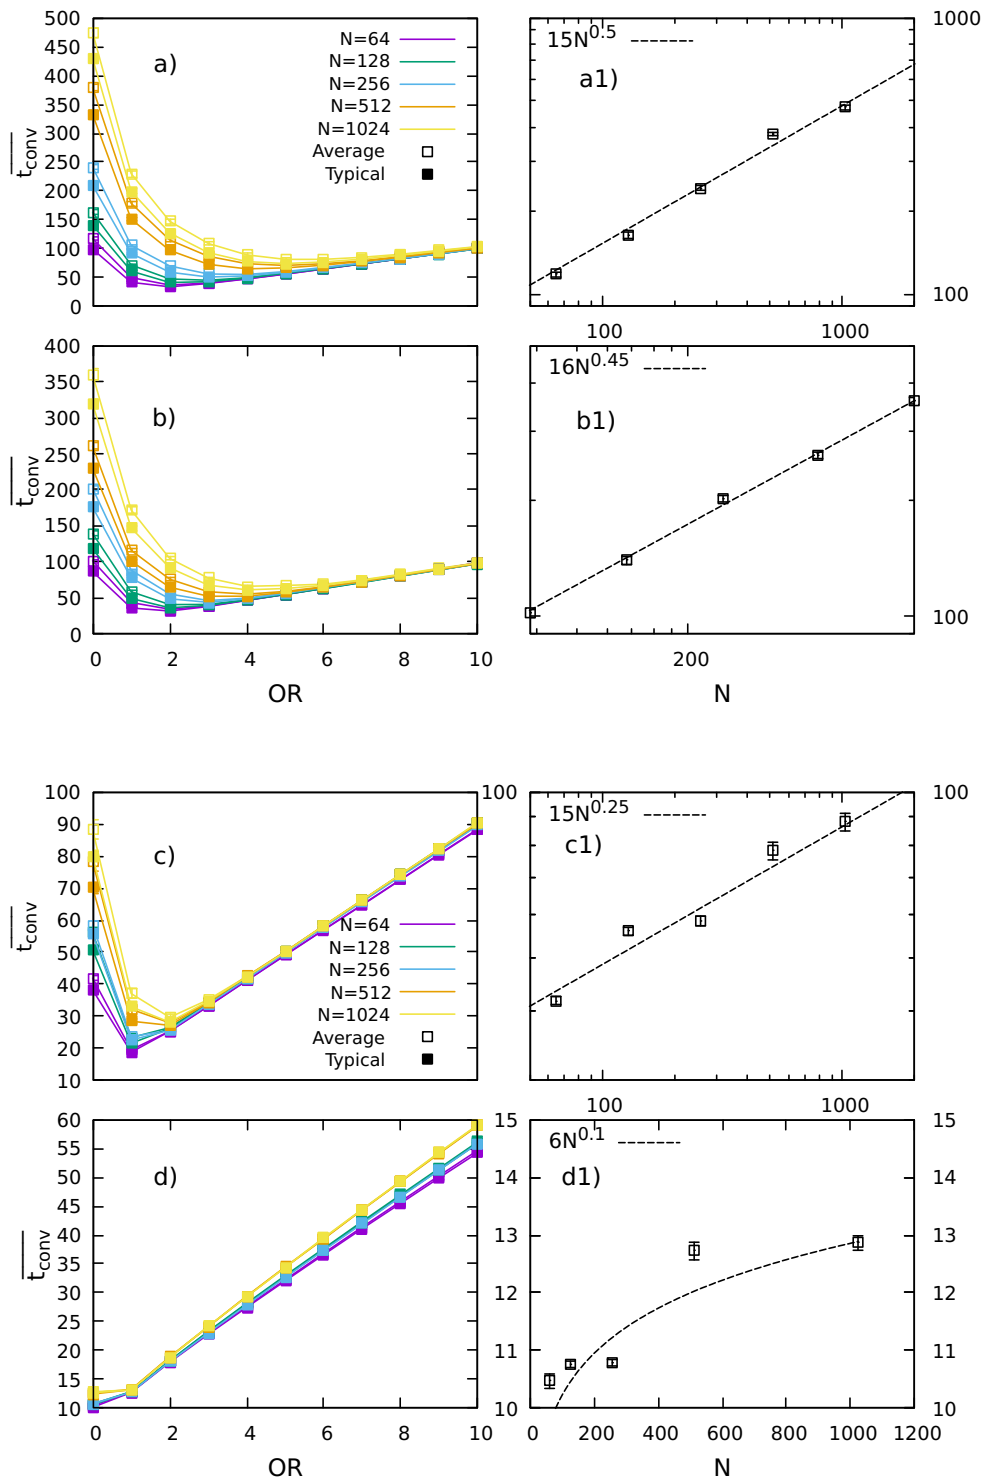 500
450
400
350
300
250
200
150
100
50
0
t_conv
a)
N=64
N=128
N=256
N=512
N=1024
Average
Typical
15N^0.5
a1)
1000
100
100
1000
400
350
300
250
200
150
100
50
0
t_conv
b)
0
2
4
6
8
10
OR
16N^0.45
b1)
100
200
N
100
90
80
70
60
50
40
30
20
10
t_conv
c)
N=64
N=128
N=256
N=512
N=1024
Average
Typical
100
15N^0.25
c1)
100
100
1000
60
55
50
45
40
35
30
25
20
15
10
t_conv
d)
0
2
4
6
8
10
OR
15
14
13
12
11
10
6N^0.1
d1)
15
14
13
12
11
10
0
200
400
600
800
1000
1200
N